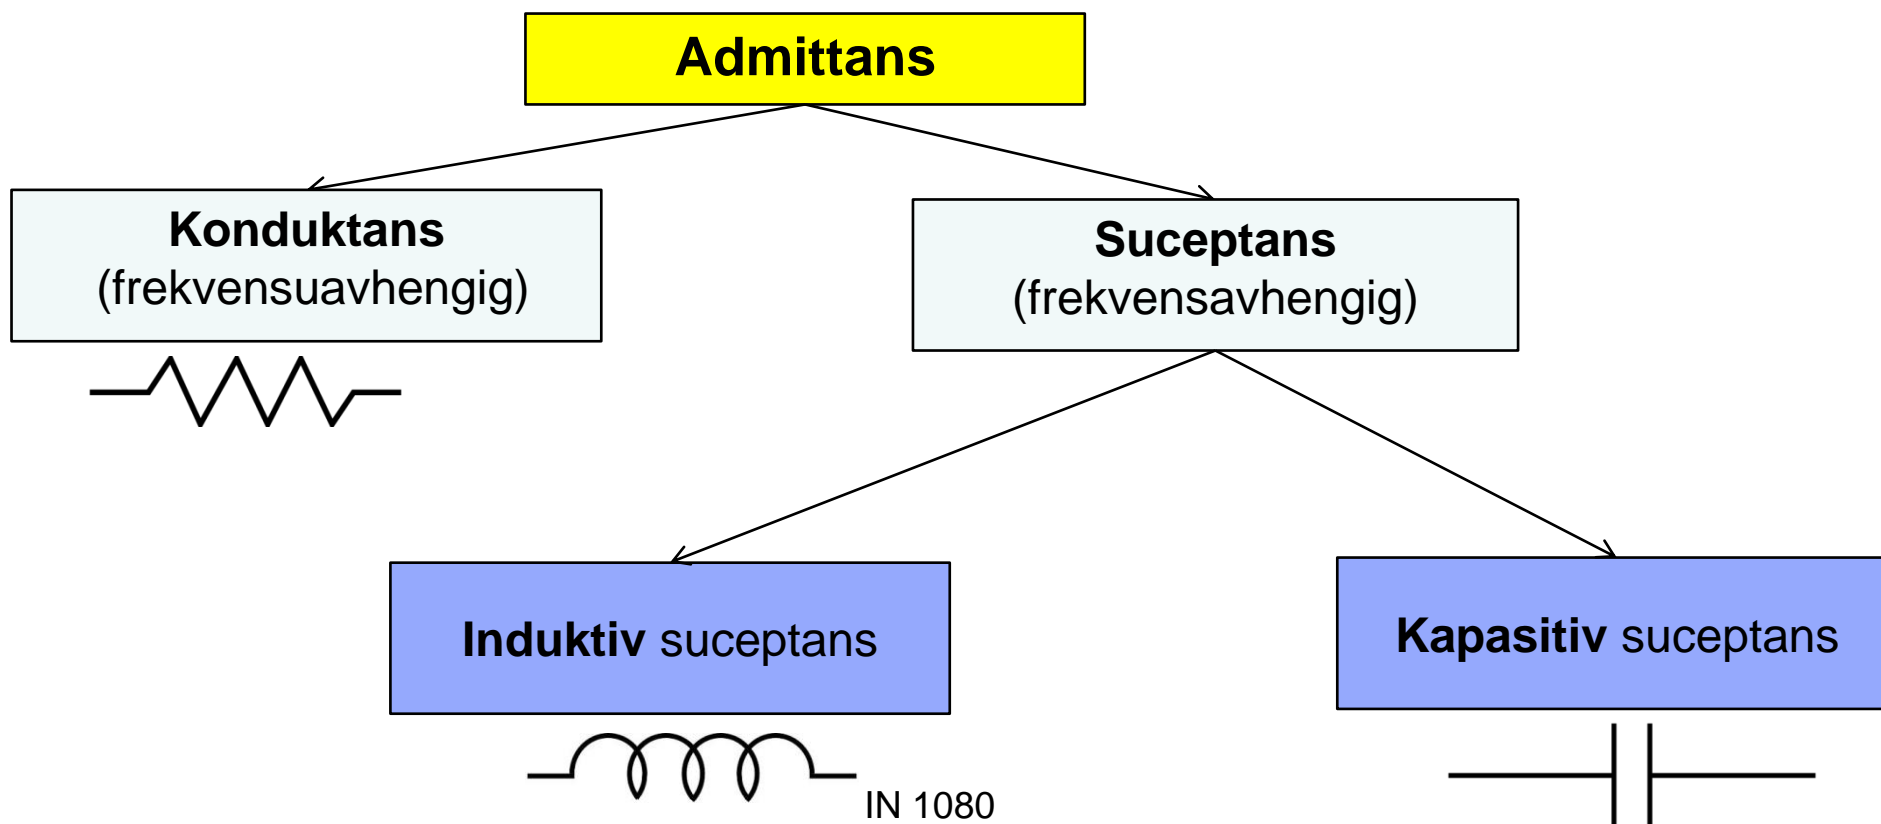 Admittans
Konduktans
(frekvensuavhengig)
Suceptans
(frekvensavhengig)
Induktiv suceptans
Kapasitiv suceptans
IN 1080